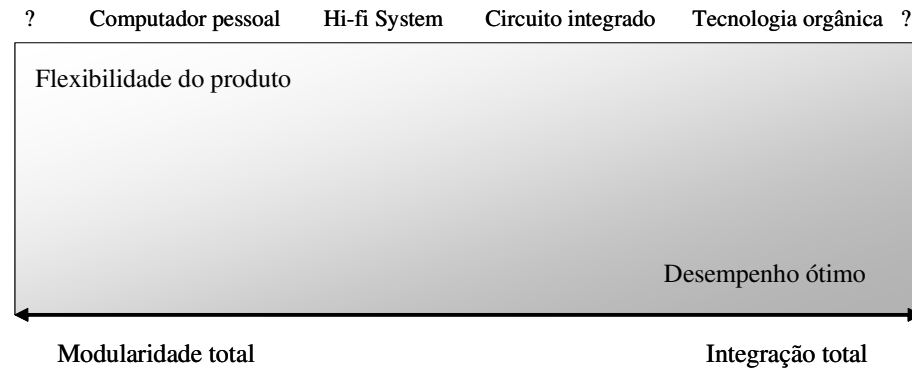 ? Computador pessoal Hi-fi System Circuito integrado Tecnologia orgânica ?
Flexibilidade do produto
Desempenho ótimo
Modularidade total Integração total